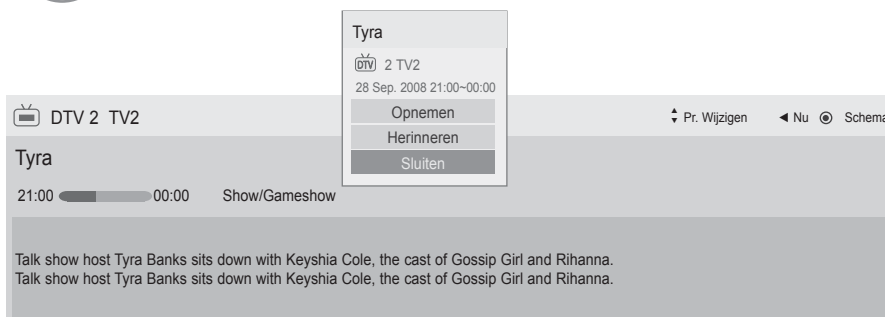 Tyra
DTV 2 TV2
28 Sep. 2008 21:00~00:00
Opnemen
Herinneren
Sluiten
DTV 2 TV2
Pr. Wijzigen
Nu
Schema
Tyra
21:00 00:00 Show/Gameshow
Talk show host Tyra Banks sits down with Keyshia Cole, the cast of Gossip Girl and Rihanna.
Talk show host Tyra Banks sits down with Keyshia Cole, the cast of Gossip Girl and Rihanna.